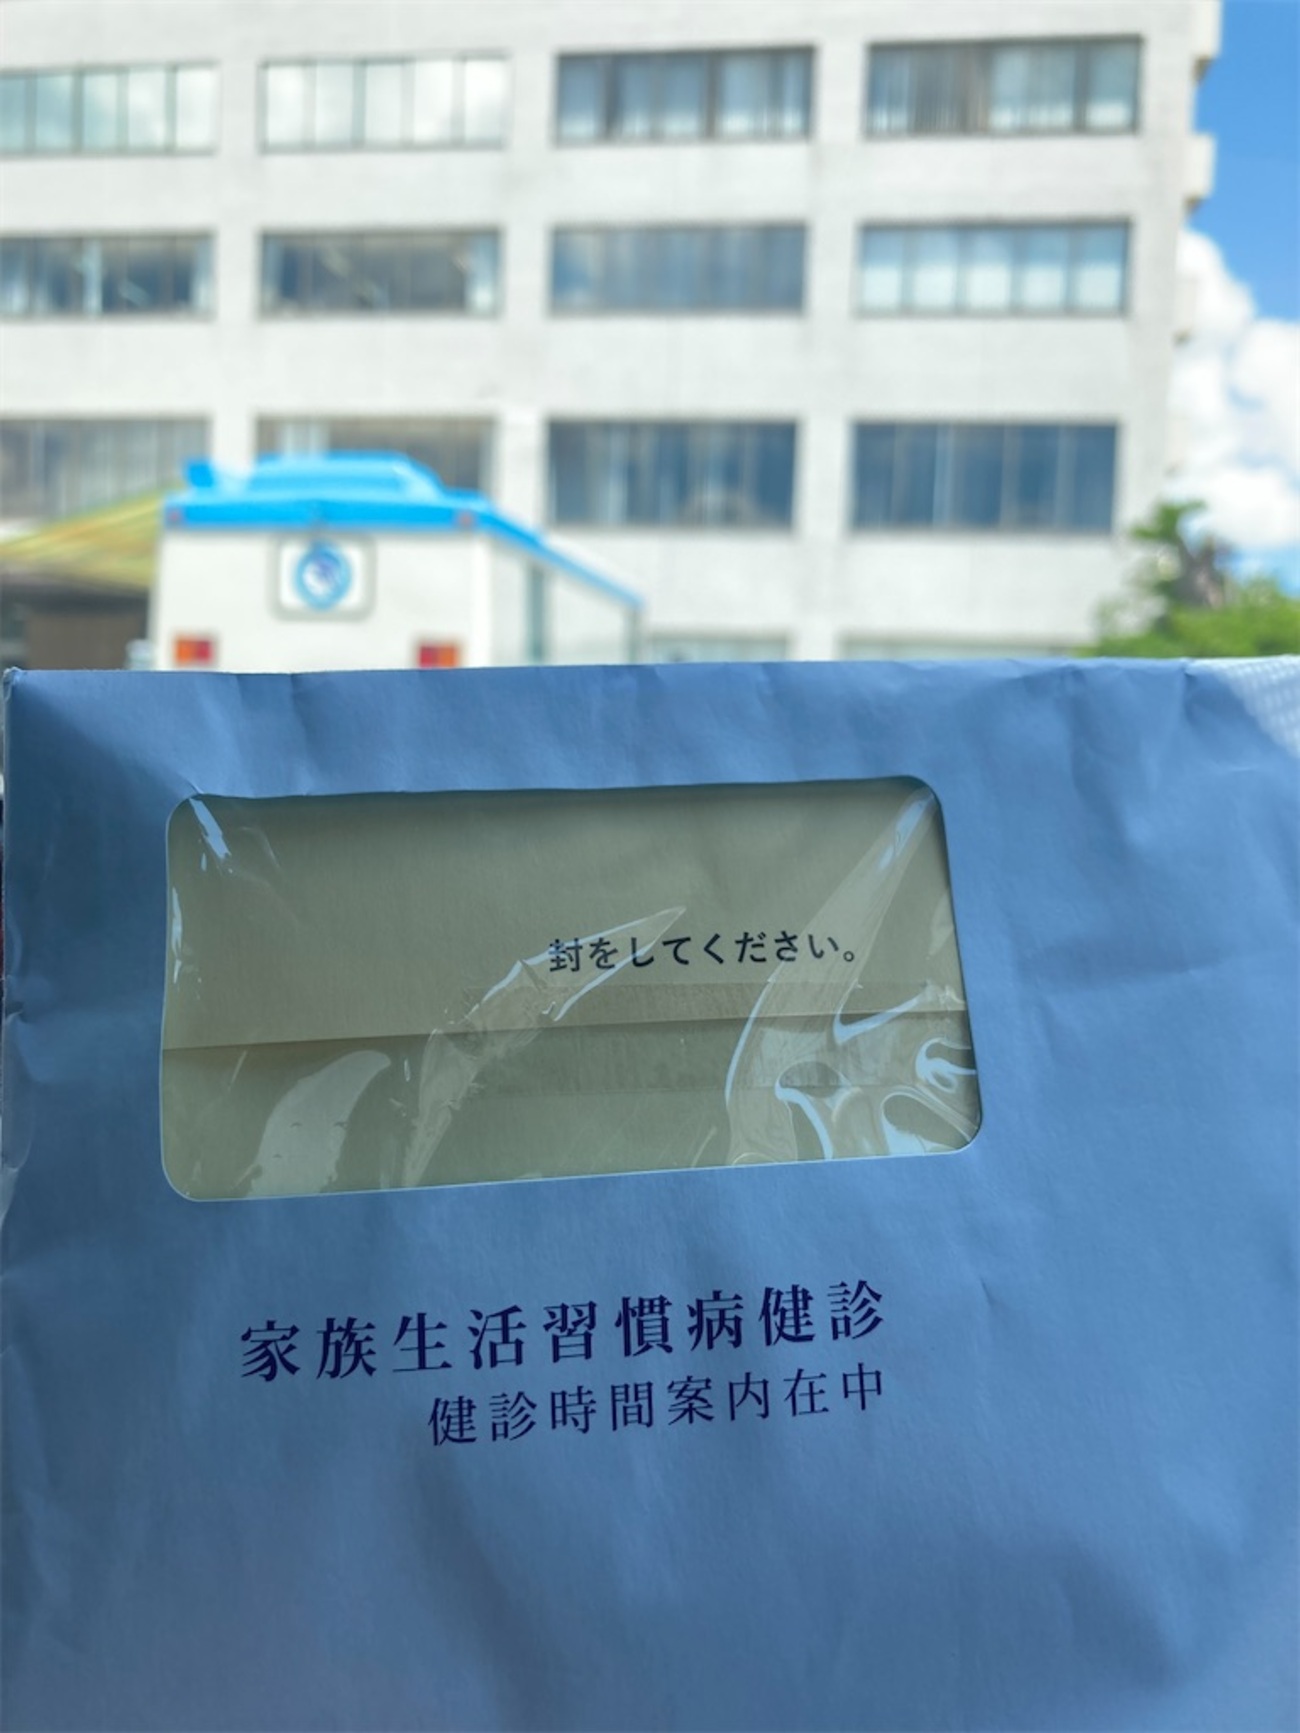 封をしてください。
家族生活習慣病健診
健診時間案内在中